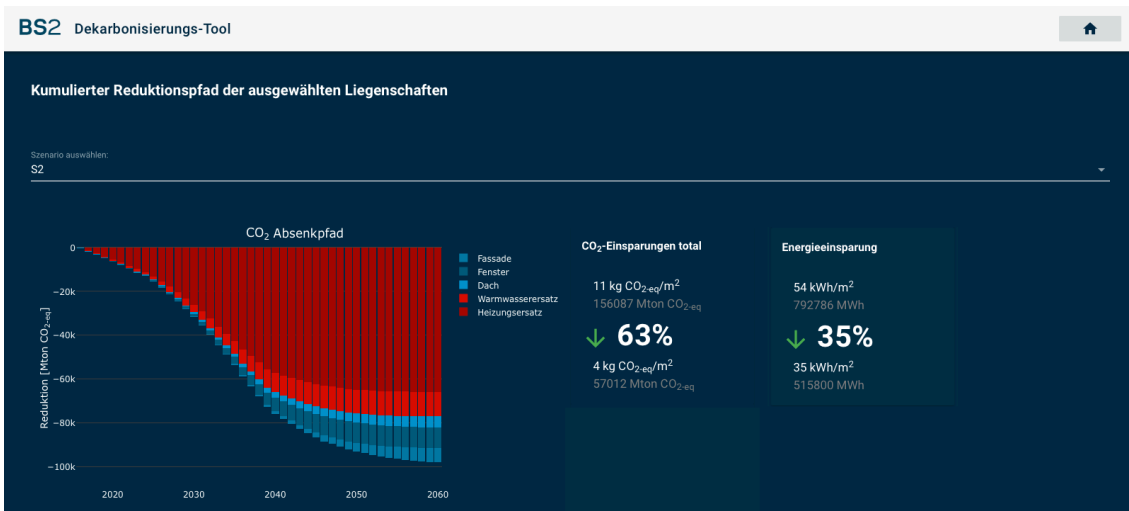 BS2 Dekarbonisierungs-Tool
Kumulierter Reduktionspfad der ausgewählten Liegenschaften
Szenario auswählen:
S2
CO₂ Absenkpfad
Reduktion [Mton CO₂₋eq]
0
−20k
−40k
−60k
−80k
−100k
2020 2030 2040 2050 2060
Fassade
Fenster
Dach
Warmwasserersatz
Heizungsersatz
CO₂-Einsparungen total
11 kg CO₂₋eq/m²
156087 Mton CO₂₋eq
63%
4 kg CO₂₋eq/m²
57012 Mton CO₂₋eq
Energieeinsparung
54 kWh/m²
792786 MWh
35%
35 kWh/m²
515800 MWh